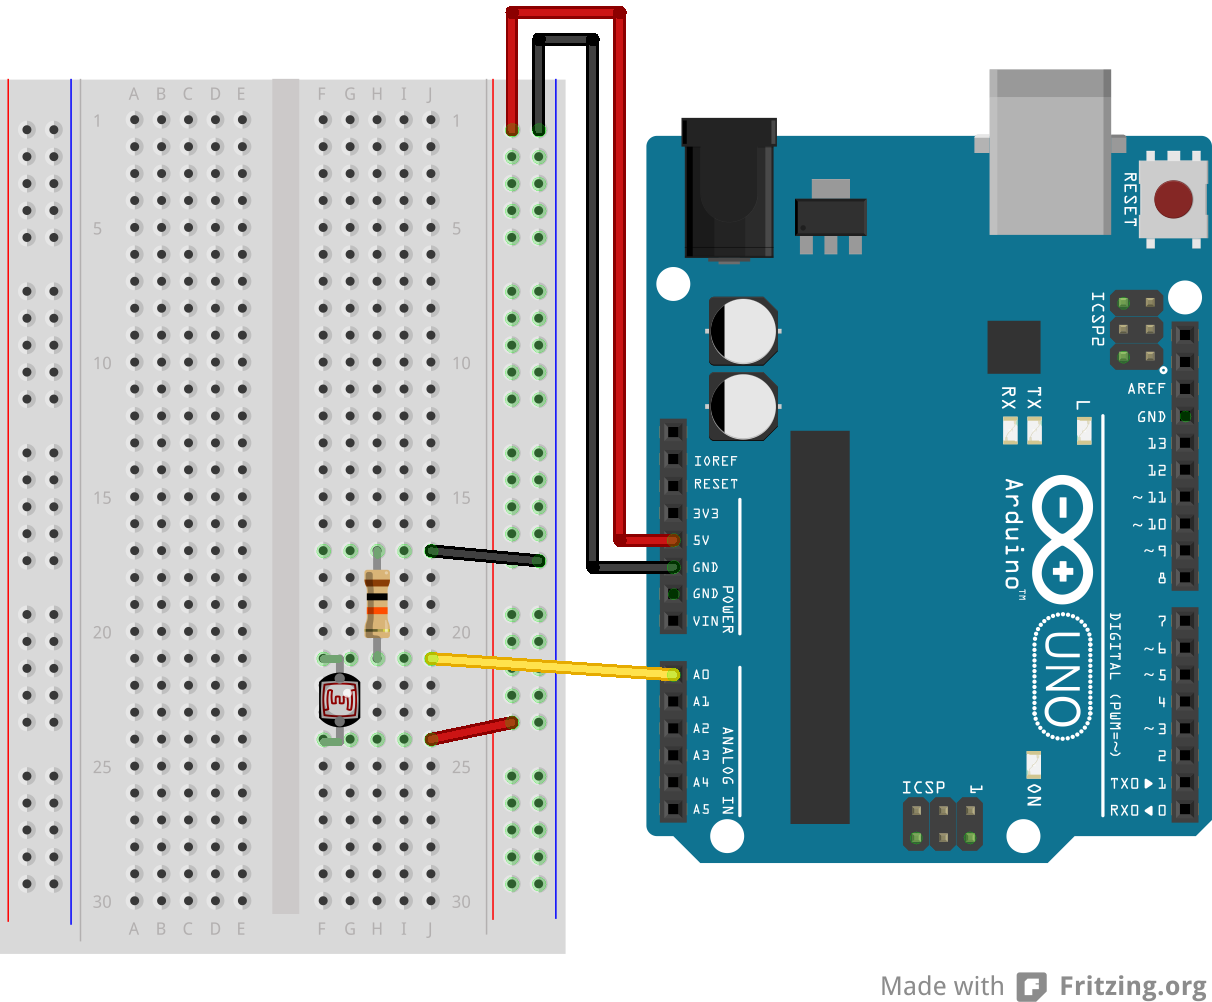 A B C D E F G H I J
1 1
5 5
10 10
15 15
20 20
25 25
30 30
A B C D E F G H I J
RESET
ICSP2
AREF
GND
13
12
~11
~10
~9
8
7
~6
~5
4
~3
2
TX0▶1
RX0◀0
RX
TX
L
IOREF
RESET
3V3
5V
GND
GND
VIN
POWER
A0
A1
A2
A3
A4
A5
ANALOG IN
Arduino™
UNO
DIGITAL (PWM=~)
ICSP
1
ON
Made with Fritzing.org